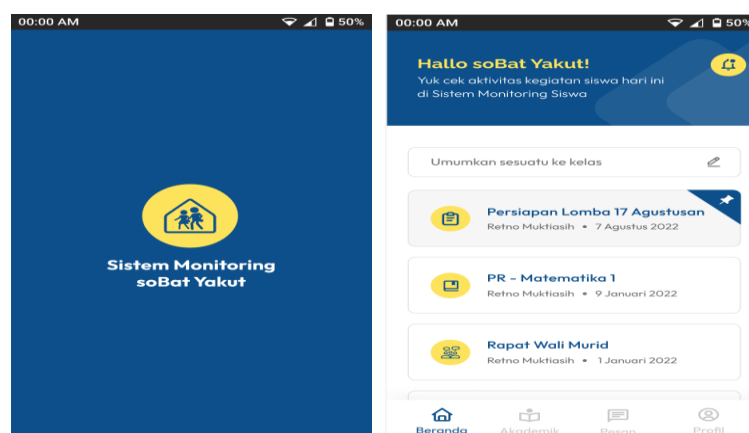 00:00 AM
50%
Sistem Monitoring
soBat Yakut
00:00 AM
50%
Hallo soBat Yakut!
Yuk cek aktivitas kegiatan siswa hari ini
di Sistem Monitoring Siswa
Umumkan sesuatu ke kelas
Persiapan Lomba 17 Agustusan
Retno Muktiasih • 7 Agustus 2022
PR - Matematika 1
Retno Muktiasih • 9 Januari 2022
Rapat Wali Murid
Retno Muktiasih • 1 Januari 2022
Beranda Akademik Pesan Profil